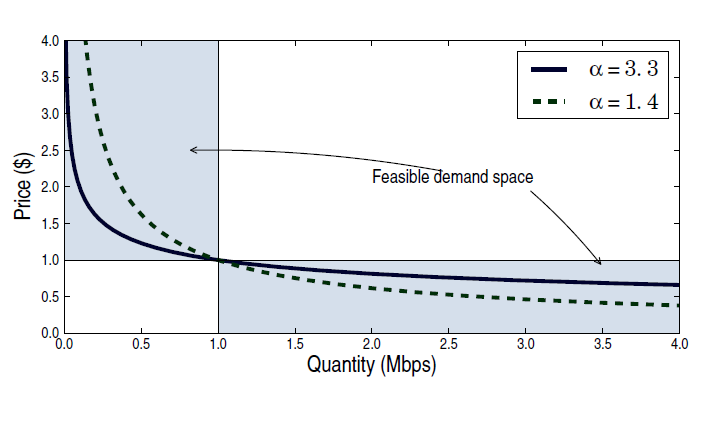 4.0
3.5
3.0
2.5
2.0
1.5
1.0
0.5
0.0
Price ($)
α = 3.3
α = 1.4
Feasible demand space
0.0 0.5 1.0 1.5 2.0 2.5 3.0 3.5 4.0
Quantity (Mbps)